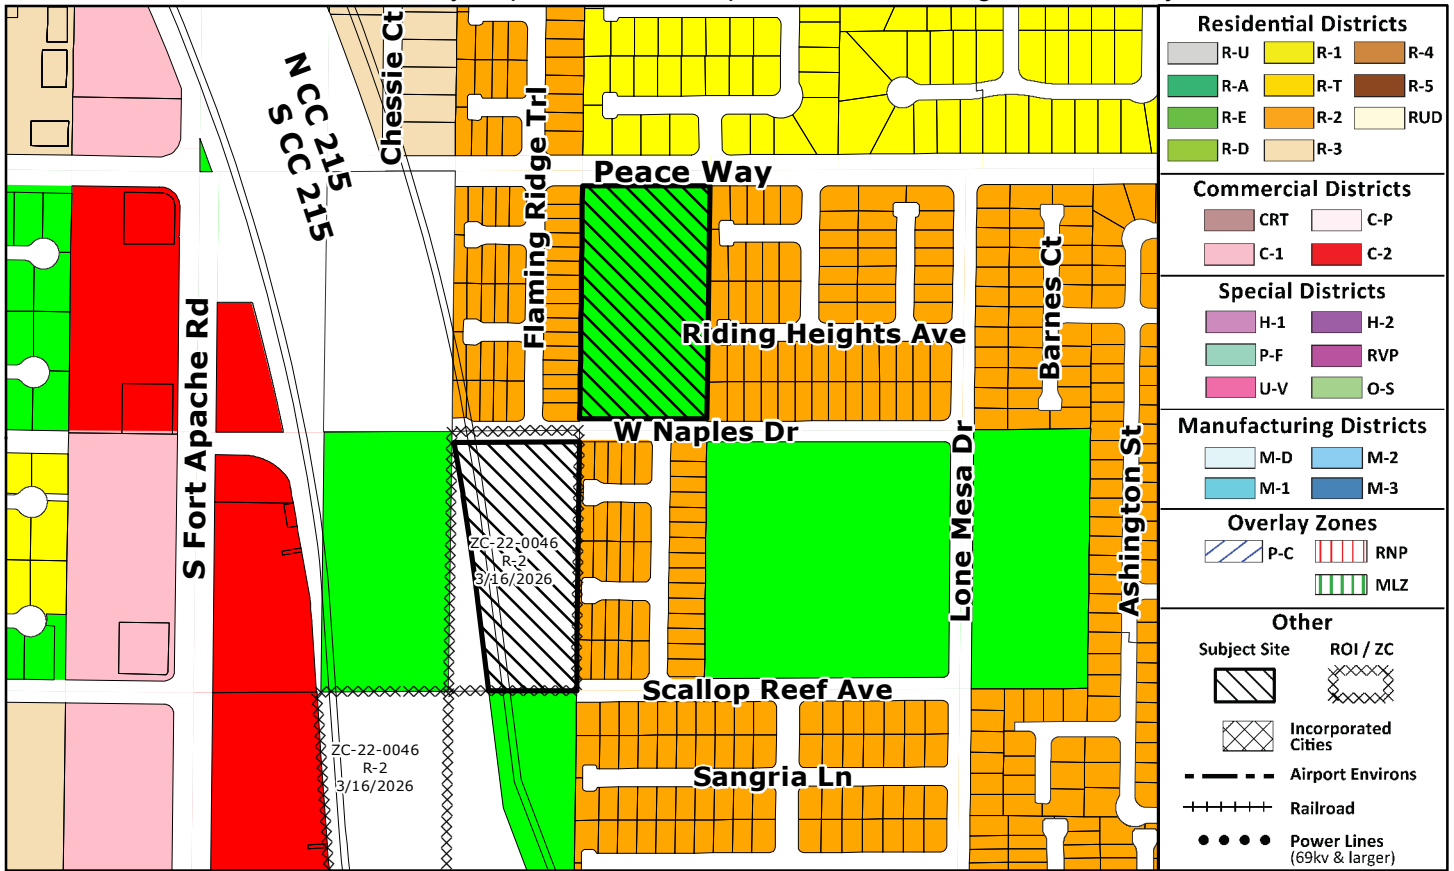 Chessie Ct
N CCC 215
S CCC 215
Flaming Ridge Trl
Peace Way
Riding Heights Ave
Barnes Ct
S Fort Apache Rd
W Naples Dr
Lone Mesa Dr
Ashington St
ZC-22-0046
R-2
3/16/2026
Scallop Reef Ave
ZC-22-0046
R-2
3/16/2026
Sangria Ln
Residential Districts
R-U
R-1
R-4
R-A
R-T
R-5
R-E
R-2
RUD
R-D
R-3
Commercial Districts
CRT
C-P
C-1
C-2
Special Districts
H-1
H-2
P-F
RVP
U-V
O-S
Manufacturing Districts
M-D
M-2
M-1
M-3
Overlay Zones
P-C
RNP
MLZ
Other
Subject Site
ROI / ZC
Incorporated
Cities
Airport Environs
Railroad
Power Lines
(69kv & larger)